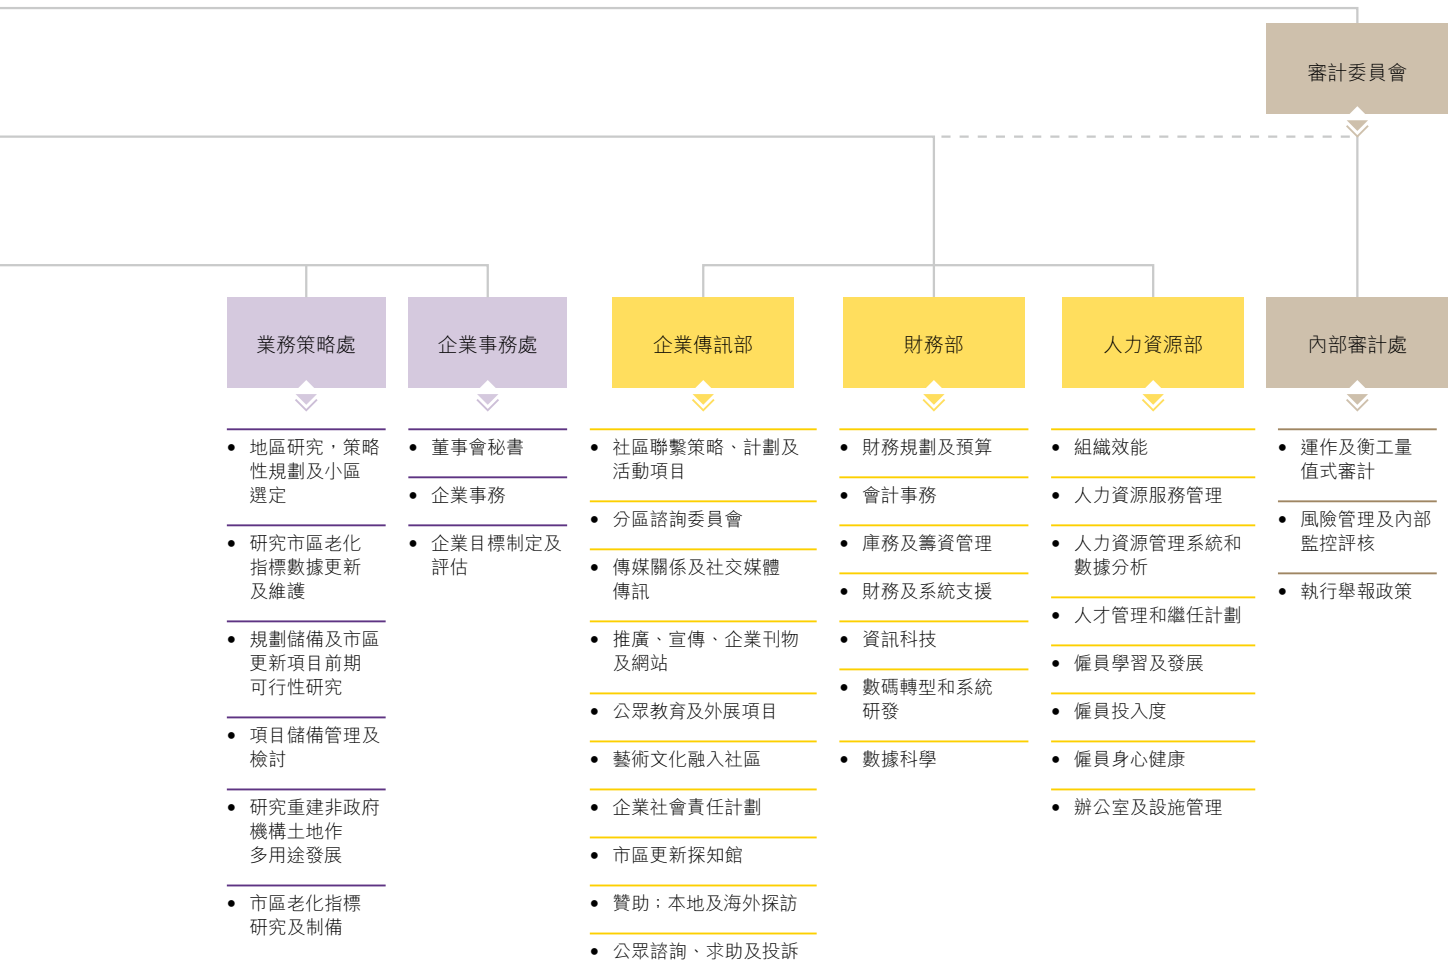 審計委員會
業務策略處
地區研究，策略
性規劃及小區
選定
研究市區老化
指標數據更新
及維護
規劃儲備及市區
更新項目前期
可行性研究
項目儲備管理及
檢討
研究重建非政府
機構土地作
多用途發展
市區老化指標
研究及制備
企業事務處
董事會秘書
企業事務
企業目標制定及
評估
企業傳訊部
社區聯繫策略、計劃及
活動項目
分區諮詢委員會
傳媒關係及社交媒體
傳訊
推廣、宣傳、企業刊物
及網站
公眾教育及外展項目
藝術文化融入社區
企業社會責任計劃
市區更新探知館
贊助；本地及海外探訪
公眾諮詢、求助及投訴
財務部
財務規劃及預算
會計事務
庫務及籌資管理
財務及系統支援
資訊科技
數碼轉型和系統
研發
數據科學
人力資源部
組織效能
人力資源服務管理
人力資源管理系統和
數據分析
人才管理和繼任計劃
僱員學習及發展
僱員投入度
僱員身心健康
辦公室及設施管理
內部審計處
運作及衡工量
值式審計
風險管理及內部
監控評核
執行舉報政策